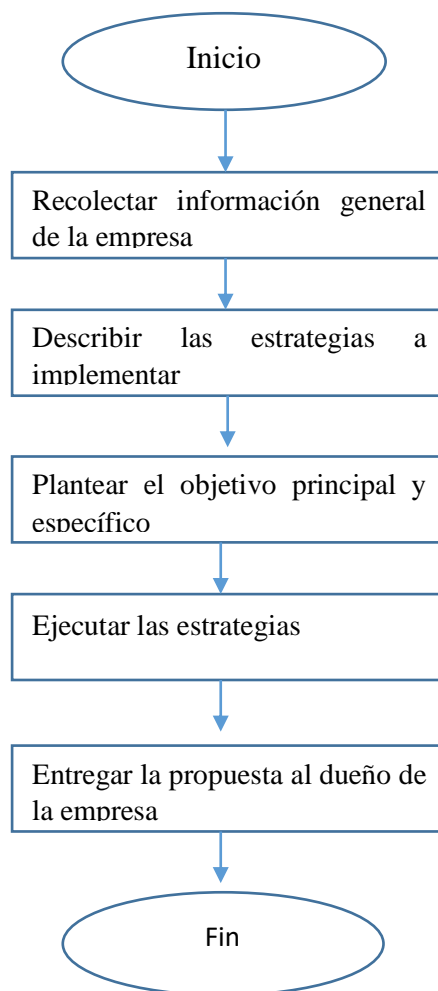 Inicio
Recolectar información general
de la empresa
Describir las estrategias a
implementar
Plantear el objetivo principal y
específico
Ejecutar las estrategias
Entregar la propuesta al dueño de
la empresa
Fin